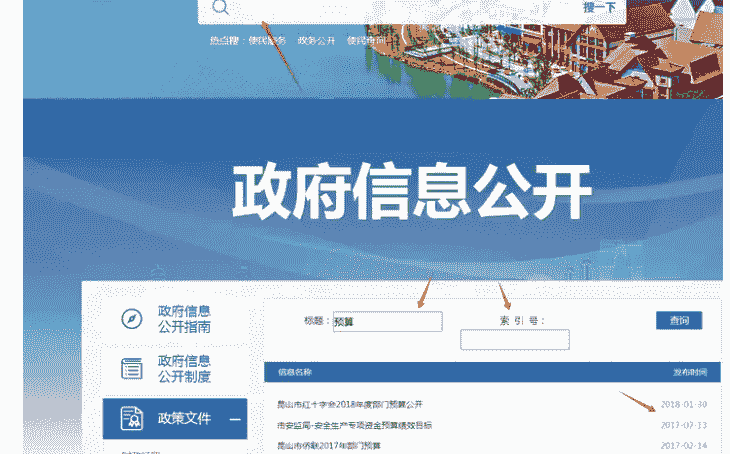 搜一下
热点搜：便民服务 政务公开 便民查询
政府信息公开
政府信息
公开指南
政府信息
公开制度
政策文件
标题：预算 索 引 号： 查询
信息名称 发布时间
昆山市红十字会2018年度部门预算公开 2018-01-30
市安监局-安全生产专项资金预算绩效目标 2017-02-13
昆山市侨联2017年部门预算 2017-02-14